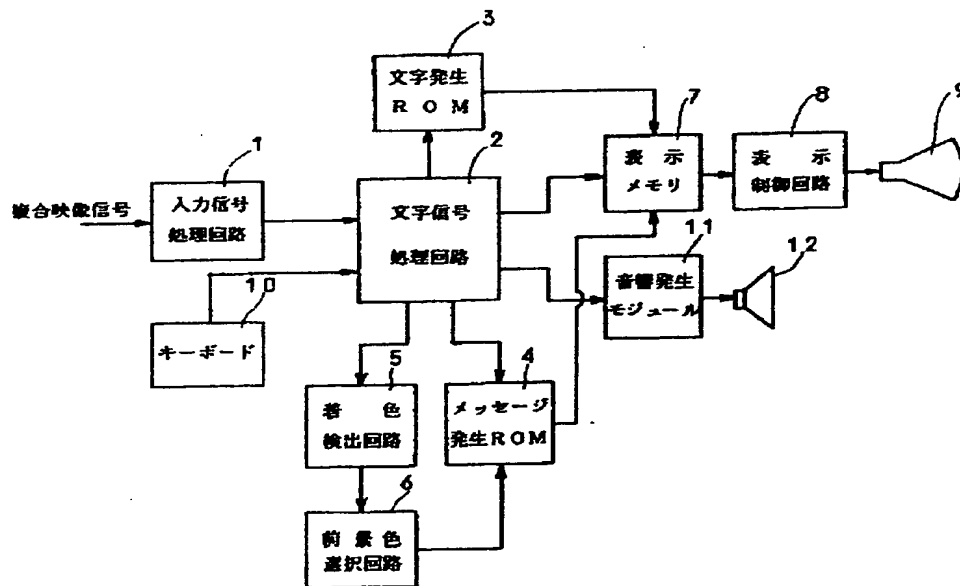 3
文字発生
ROM
1
2
7
8
9
複合映像信号
入力信号
処理回路
文字信号
処理回路
表示
メモリ
表示
制御回路
10
キーボード
11
音響発生
モジュール
12
5
着色
検出回路
4
メッセージ
発生ROM
6
前景色
選択回路